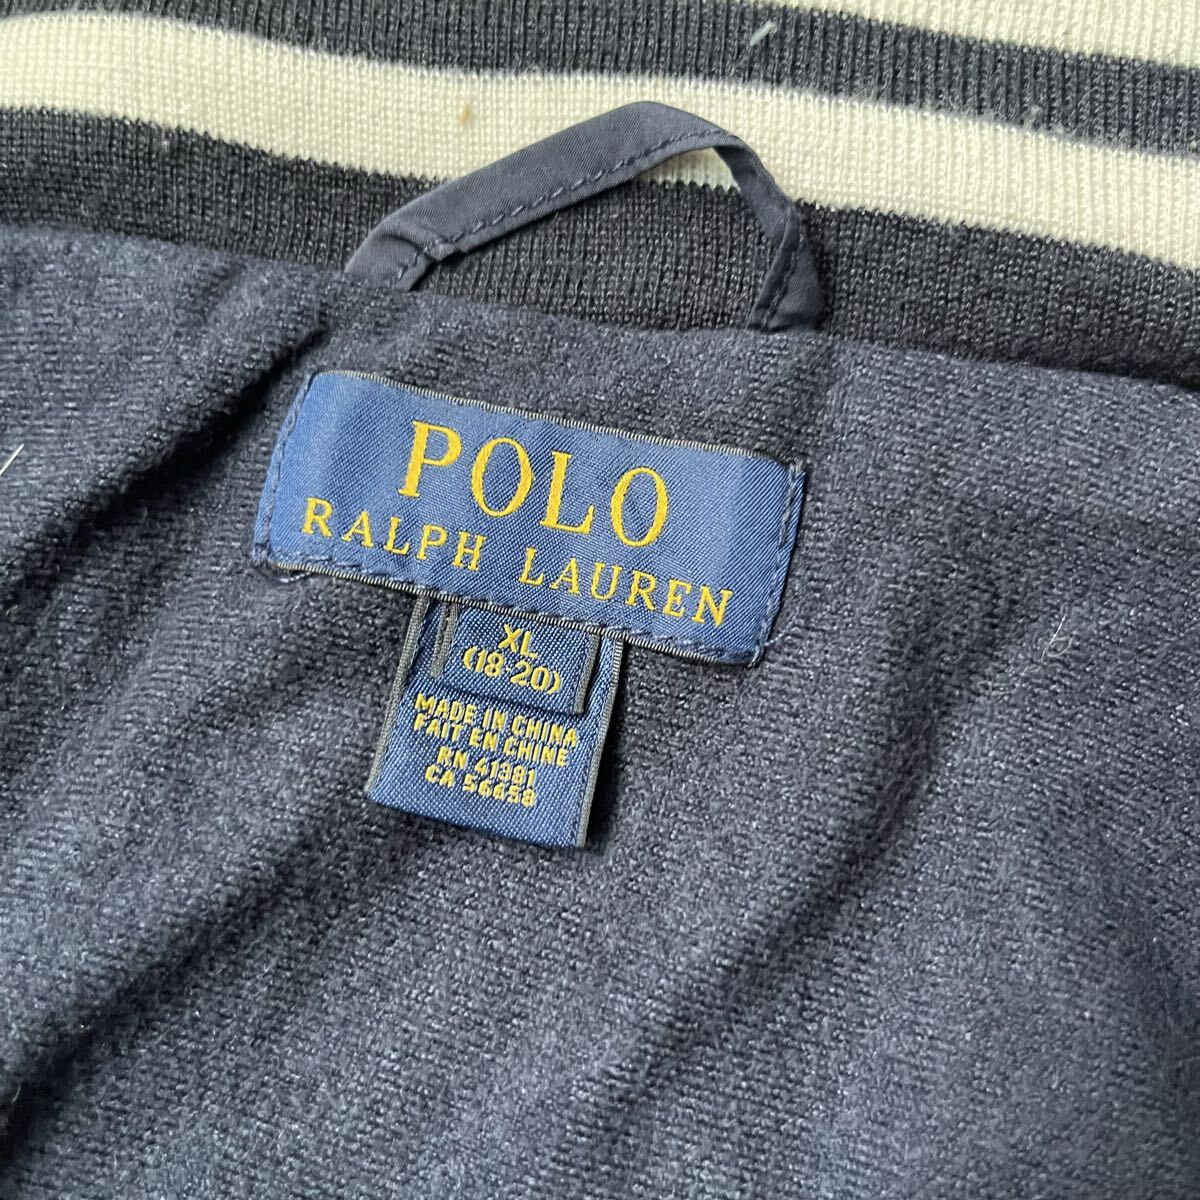 POLO
RALPH LAUREN
XL
(18-20)
MADE IN CHINA
FAIT EN CHINE
RN 41381
CA 56658